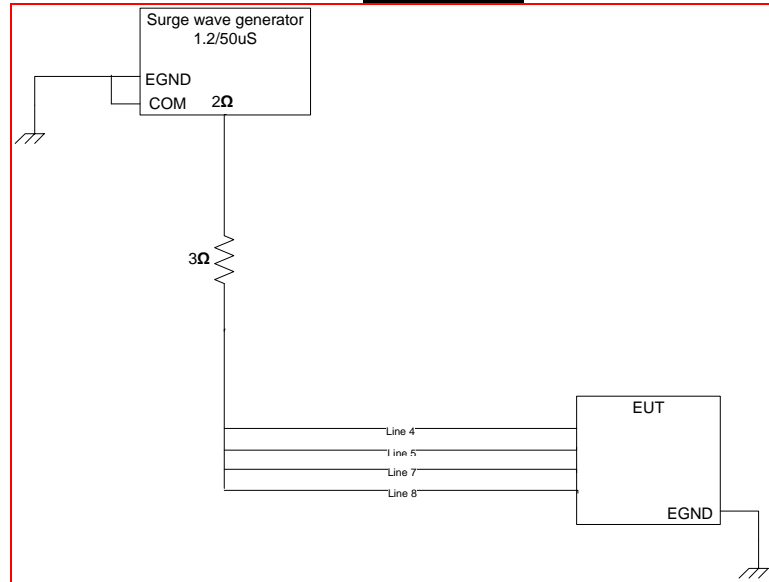 Surge wave generator
1.2/50uS
EGND
COM
2Ω
3Ω
Line 4
Line 5
Line 7
Line 8
EUT
EGND